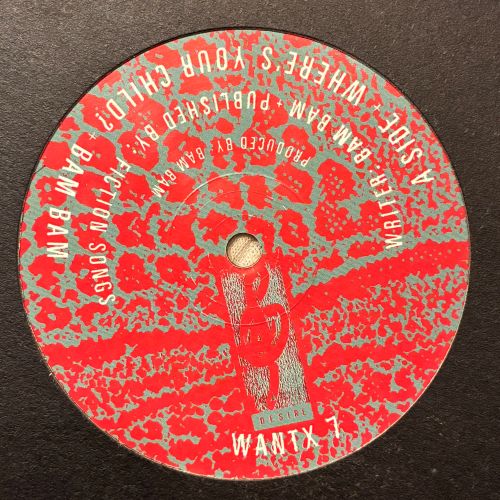 A SIDE + WHERE'S YOUR CHILD? + BAM BAM
WRITER: BAM BAM + PUBLISHED BY: FICTION SONGS
PRODUCED BY BAM BAM
DESIRE
WANTX 7